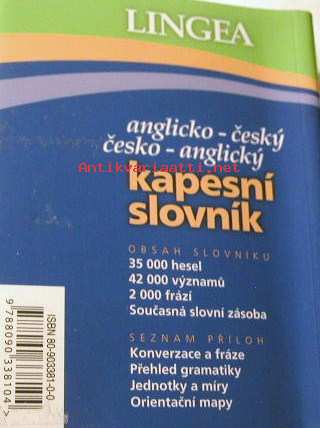 LINGEA
anglicko - český
česko - anglický
Antikvariaatti.net
kapesní
slovník
OBSAH SLOVNÍKU
35 000 hesel
42 000 významů
2 000 frází
Současná slovní zásoba
SEZNAM PŘÍLOH
Konverzace a fráze
Přehled gramatiky
Jednotky a míry
Orientační mapy
ISBN 80-903381-0-0
9788090338104>